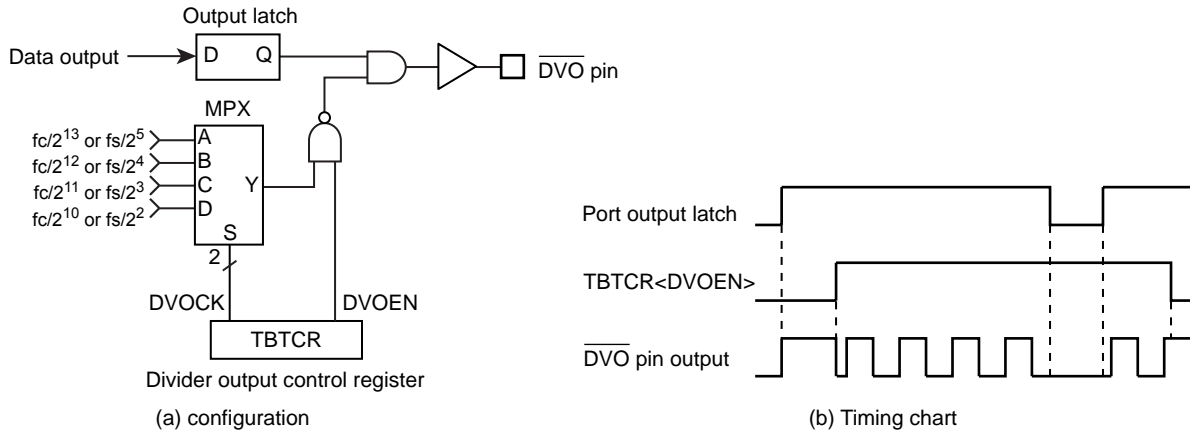 Output latch
Data output
D Q
DVO pin
MPX
fc/2^13 or fs/2^5
A
fc/2^12 or fs/2^4
B
fc/2^11 or fs/2^3
C
Y
fc/2^10 or fs/2^2
D
S
2
DVOCK
DVOEN
TBTCR
Divider output control register
(a) configuration
Port output latch
TBTCR<DVOEN>
DVO pin output
(b) Timing chart